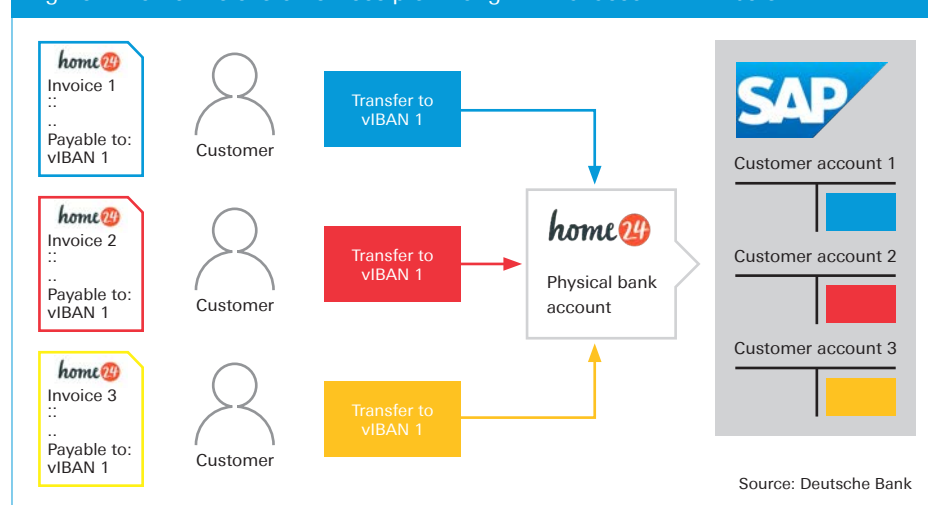 home24
Invoice 1
::
..
Payable to:
vIBAN 1
Customer
Transfer to
vIBAN 1
home24
Invoice 2
::
..
Payable to:
vIBAN 1
Customer
Transfer to
vIBAN 1
home24
Invoice 3
::
..
Payable to:
vIBAN 1
Customer
Transfer to
vIBAN 1
home24
Physical bank
account
SAP
Customer account 1
Customer account 2
Customer account 3
Source: Deutsche Bank